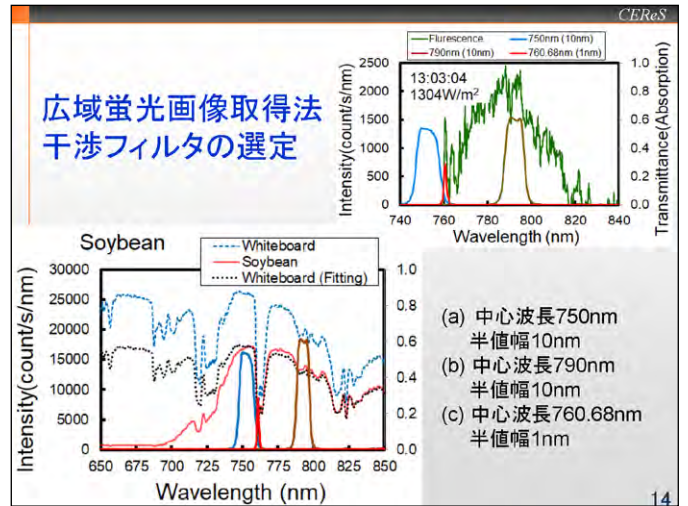 CEReS
広域蛍光画像取得法
干渉フィルタの選定
Flurescence
750nm (10nm)
790nm (10nm)
760.68nm (1nm)
13:03:04
1304W/m²
Intensity(count/s/nm)
2500
2000
1500
1000
500
0
1.0
0.8
0.6
0.4
0.2
0.0
Transmittance(Absorption)
740 760 780 800 820 840
Wavelength (nm)
Soybean
Whiteboard
Soybean
Whiteboard (Fitting)
Intensity(count/s/nm)
30000
25000
20000
15000
10000
5000
0
1.0
0.8
0.6
0.4
0.2
0.0
650 675 700 725 750 775 800 825 850
Wavelength (nm)
(a) 中心波長750nm
半値幅10nm
(b) 中心波長790nm
半値幅10nm
(c) 中心波長760.68nm
半値幅1nm
14